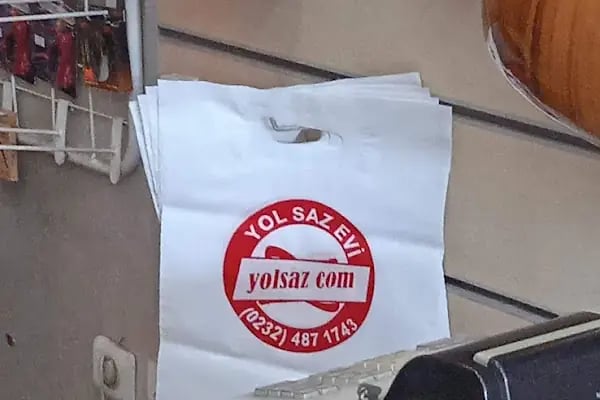 YOL SAZ EVİ
yolsaz com
(0232) 487 1743